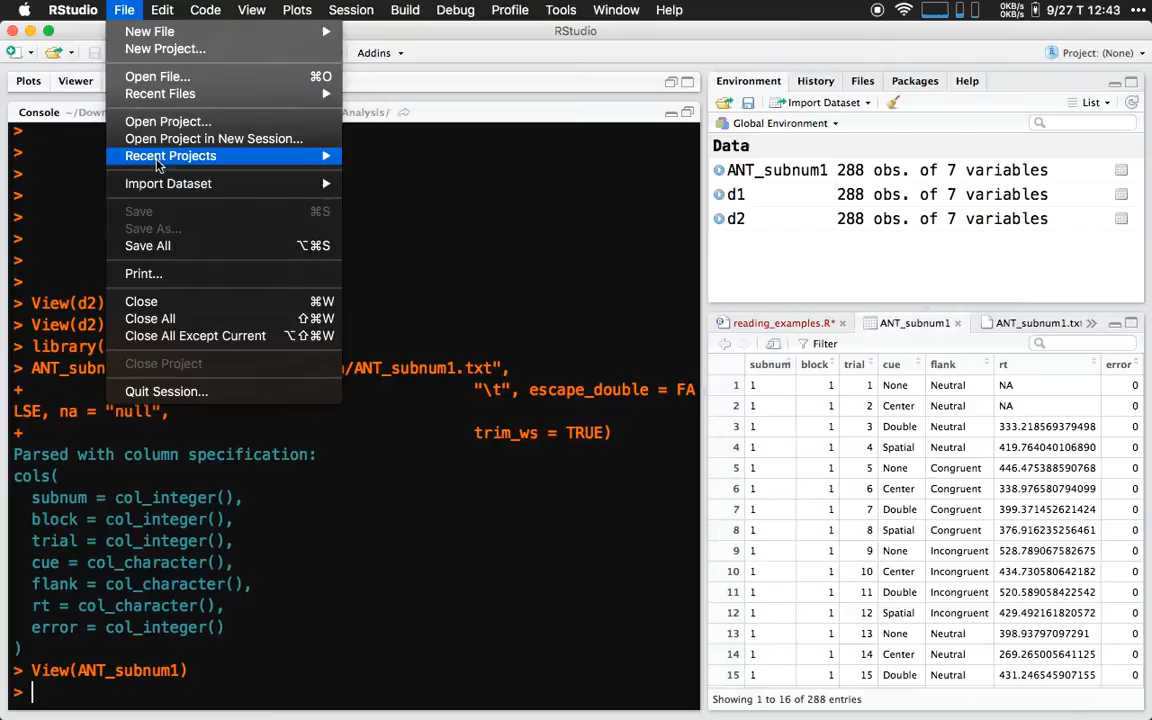 RStudio File Edit Code View Plots Session Build Debug Profile Tools Window Help 0KB/s 0KB/s 9/27 T 12:43
RStudio
Addins Project: (None)
Plots Viewer
Console ~/Dow Analysis/
New File
New Project...
Open File... ⌘O
Recent Files
Open Project...
Open Project in New Session...
Recent Projects
Import Dataset
Save ⌘S
Save As...
Save All ⌥⌘S
Print...
Close ⌘W
Close All ⇧⌘W
Close All Except Current ⌥⇧⌘W
Close Project
Quit Session...
>
>
>
>
>
>
>
>
> View(d2)
> View(d2)
> library(
> ANT_subn /ANT_subnum1.txt",
+ "\t", escape_double = FA
LSE, na = "null",
+ trim_ws = TRUE)
Parsed with column specification:
cols(
subnum = col_integer(),
block = col_integer(),
trial = col_integer(),
cue = col_character(),
flank = col_character(),
rt = col_character(),
error = col_integer()
)
> View(ANT_subnum1)
>
Environment History Files Packages Help
Import Dataset List
Global Environment
Data
ANT_subnum1 288 obs. of 7 variables
d1 288 obs. of 7 variables
d2 288 obs. of 7 variables
reading_examples.R* ANT_subnum1 ANT_subnum1.txt
Filter
subnum block trial cue flank rt error
1 1 1 1 None Neutral NA 0
2 1 1 2 Center Neutral NA 0
3 1 1 3 Double Neutral 333.218569379498 0
4 1 1 4 Spatial Neutral 419.764040106890 0
5 1 1 5 None Congruent 446.475388590768 0
6 1 1 6 Center Congruent 338.976580794099 0
7 1 1 7 Double Congruent 399.371452621424 0
8 1 1 8 Spatial Congruent 376.916235256461 0
9 1 1 9 None Incongruent 528.789067582675 0
10 1 1 10 Center Incongruent 434.730580642182 0
11 1 1 11 Double Incongruent 520.589058422542 0
12 1 1 12 Spatial Incongruent 429.492161820572 0
13 1 1 13 None Neutral 398.93797097291 0
14 1 1 14 Center Neutral 269.265005641125 0
15 1 1 15 Double Neutral 431.246545907155 0
Showing 1 to 16 of 288 entries